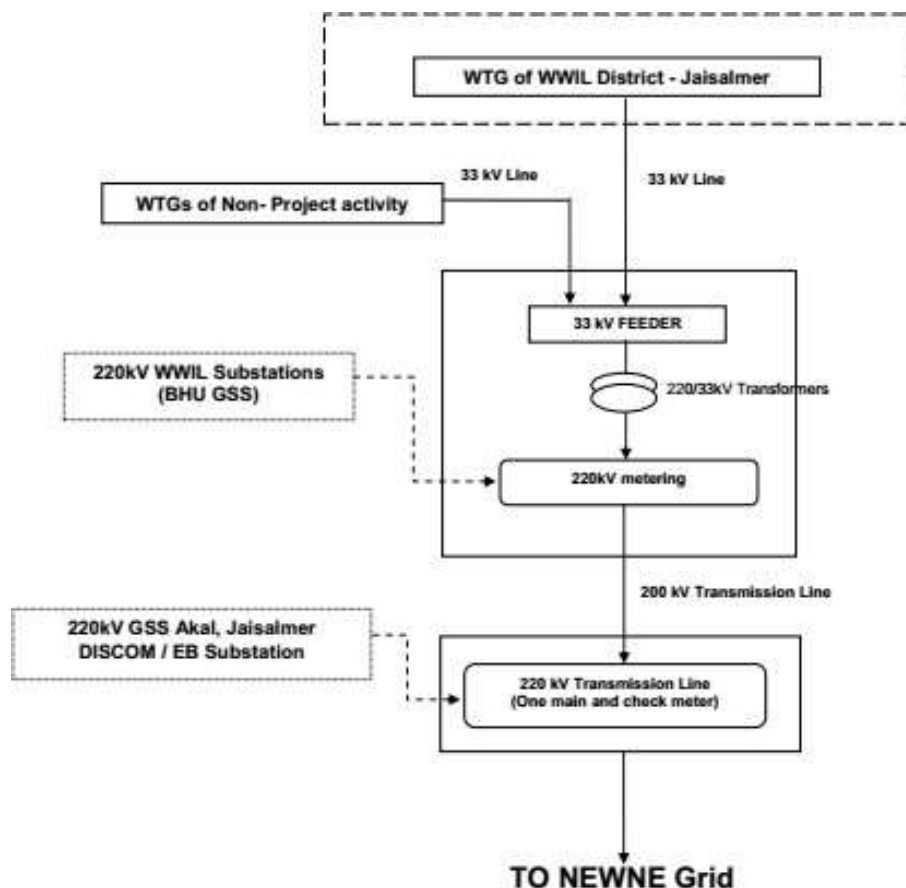 WTG of WWIL District - Jaisalmer
33 kV Line
33 kV Line
WTGs of Non- Project activity
33 kV FEEDER
220kV WWIL Substations
(BHU GSS)
220/33kV Transformers
220kV metering
200 kV Transmission Line
220kV GSS Akal, Jaisalmer
DISCOM / EB Substation
220 kV Transmission Line
(One main and check meter)
TO NEWNE Grid